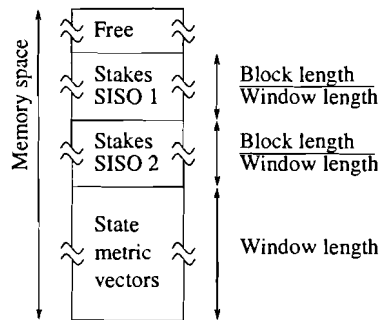 Memory space
Free
Stakes
SISO 1
Block length
Window length
Stakes
SISO 2
Block length
Window length
State
metric
vectors
Window length